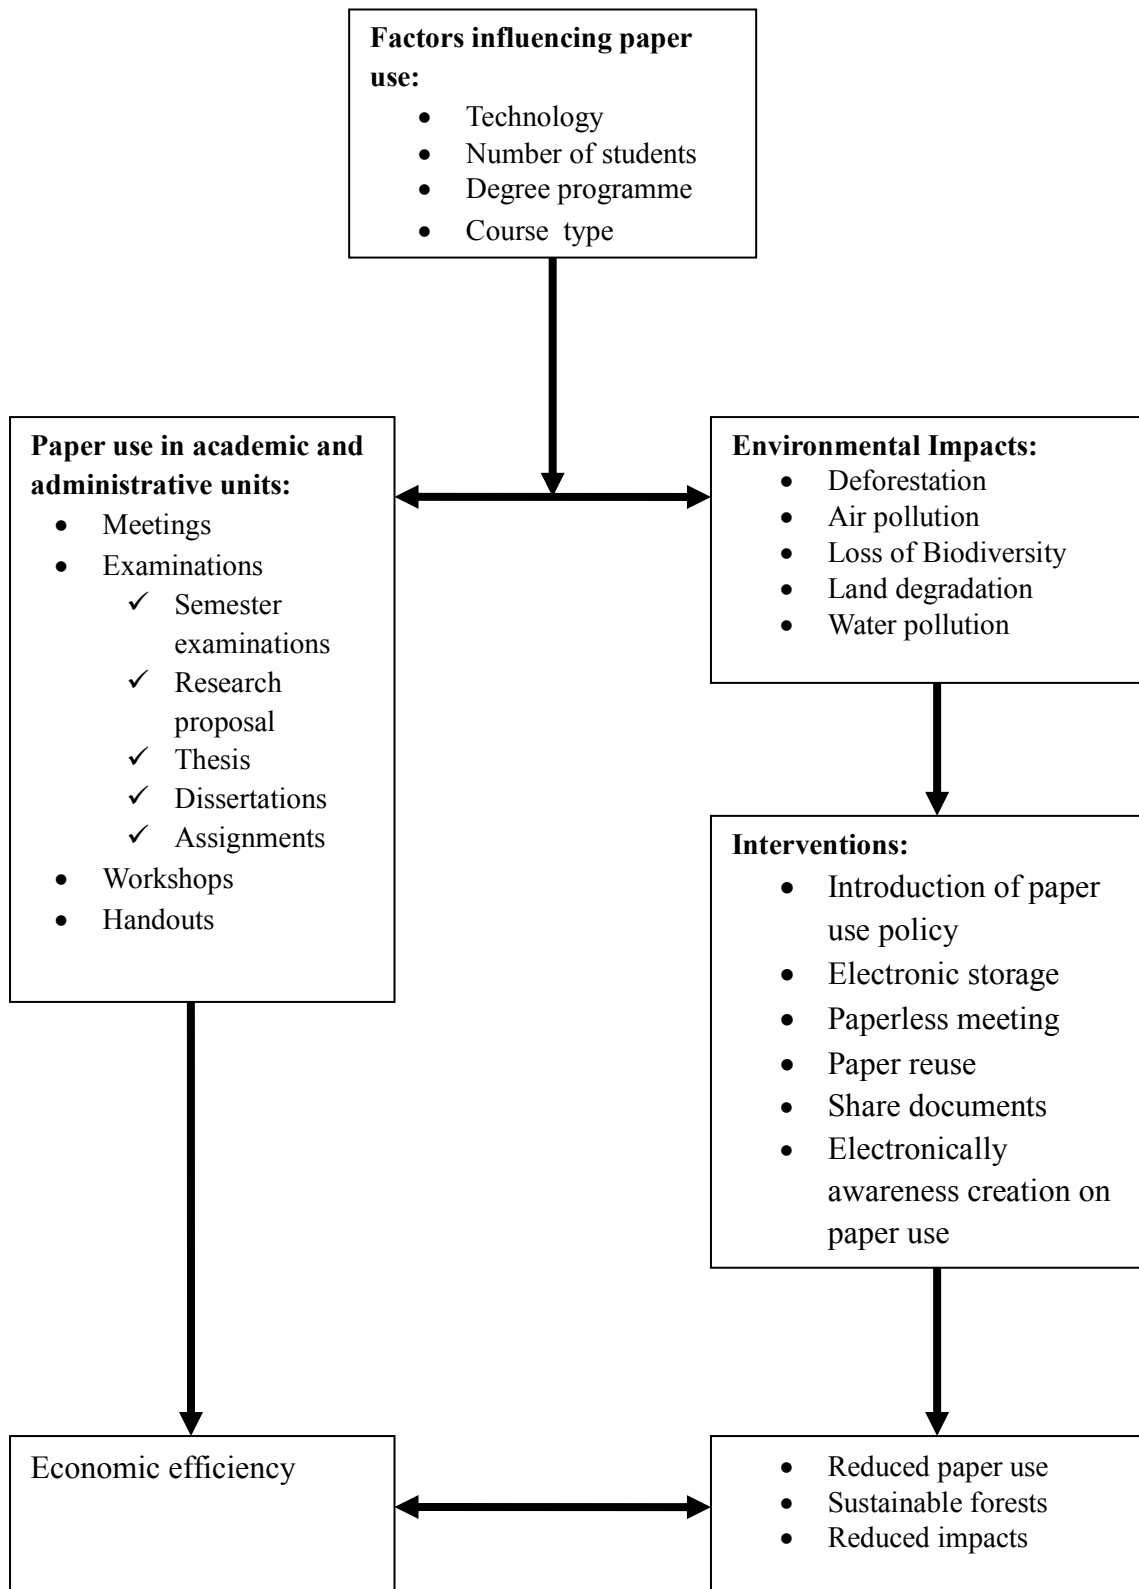 Factors influencing paper
use:
• Technology
• Number of students
• Degree programme
• Course type
Paper use in academic and
administrative units:
• Meetings
• Examinations
✓ Semester
examinations
✓ Research
proposal
✓ Thesis
✓ Dissertations
✓ Assignments
• Workshops
• Handouts
Environmental Impacts:
• Deforestation
• Air pollution
• Loss of Biodiversity
• Land degradation
• Water pollution
Interventions:
• Introduction of paper
use policy
• Electronic storage
• Paperless meeting
• Paper reuse
• Share documents
• Electronically
awareness creation on
paper use
Economic efficiency
• Reduced paper use
• Sustainable forests
• Reduced impacts